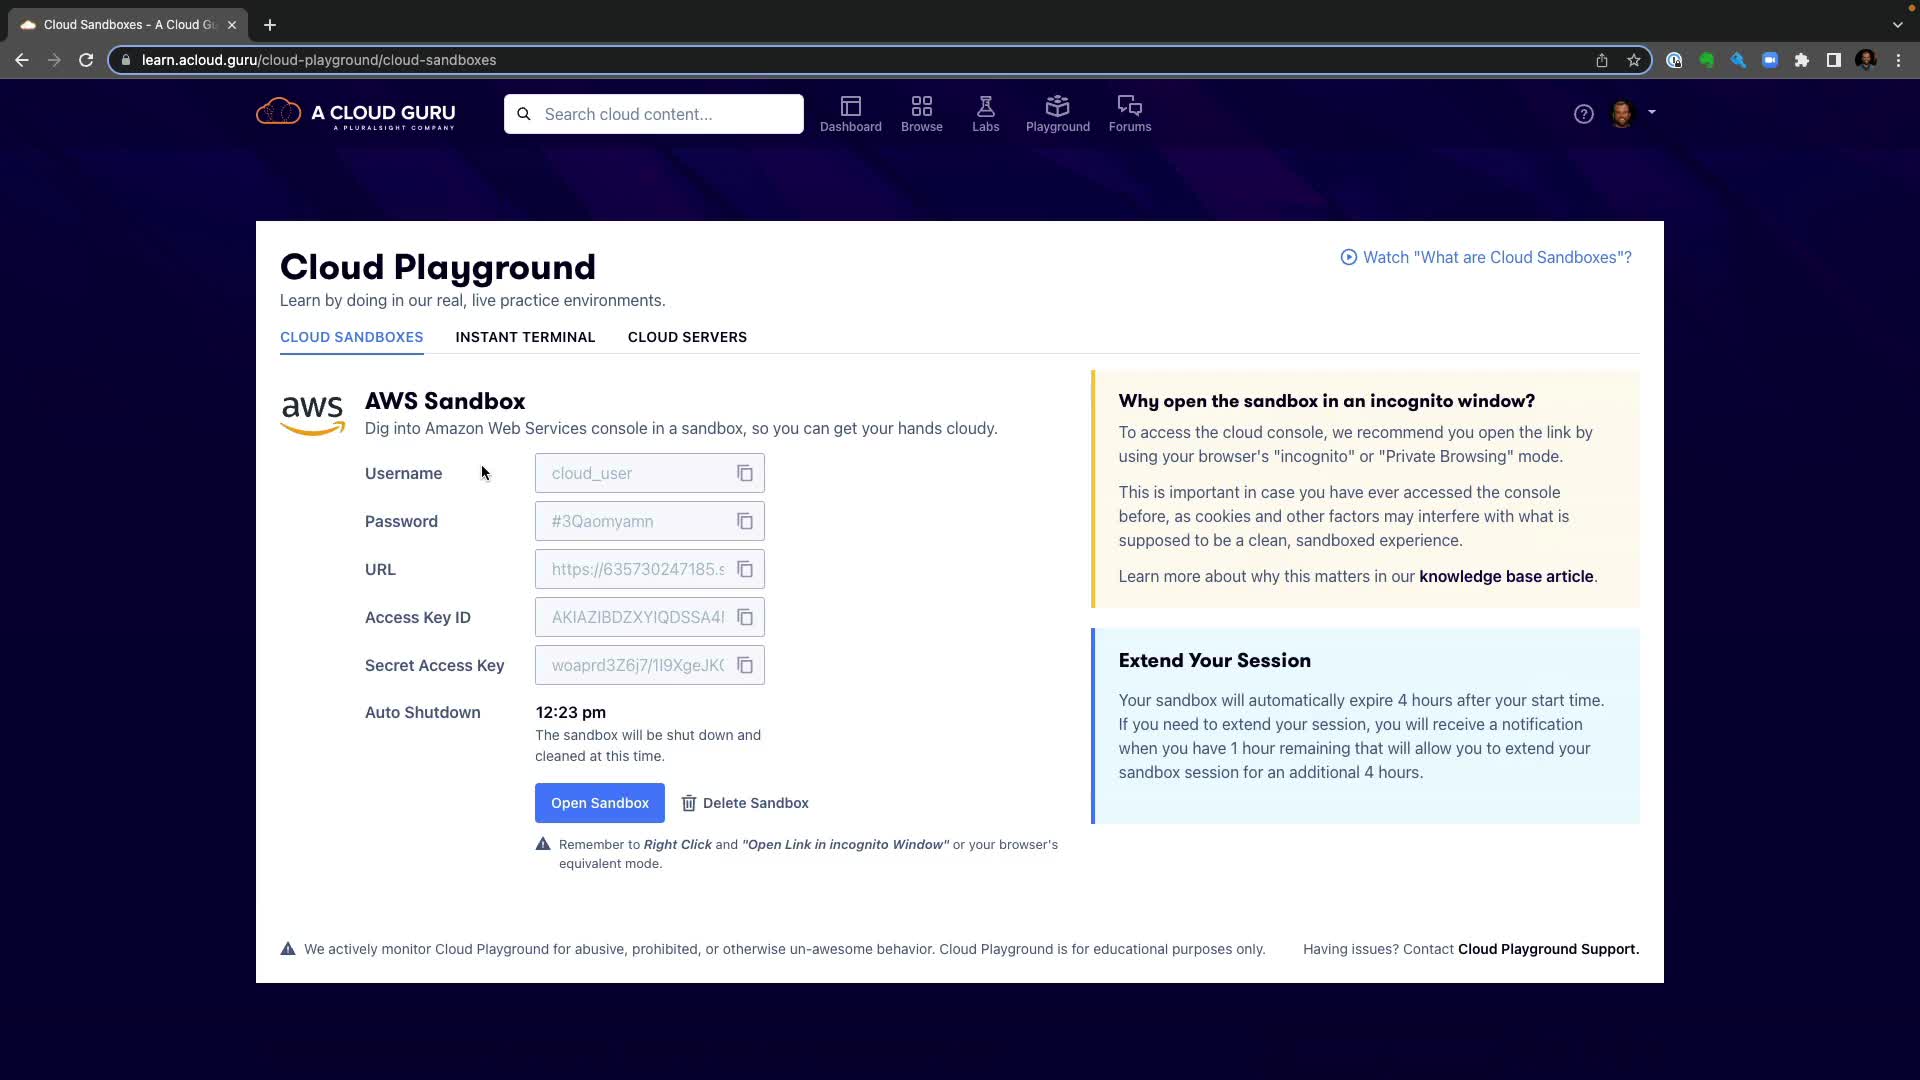 Cloud Sandboxes - A Cloud Gu
learn.acloud.guru/cloud-playground/cloud-sandboxes
A CLOUD GURU
A PLURALSIGHT COMPANY
Search cloud content...
Dashboard
Browse
Labs
Playground
Forums
Cloud Playground
Watch "What are Cloud Sandboxes"?
Learn by doing in our real, live practice environments.
CLOUD SANDBOXES
INSTANT TERMINAL
CLOUD SERVERS
aws
AWS Sandbox
Dig into Amazon Web Services console in a sandbox, so you can get your hands cloudy.
Username
cloud_user
Password
#3Qaomyamn
URL
https://635730247185.s
Access Key ID
AKIAZIBDZXYIQDSSA4
Secret Access Key
woaprd3Z6j7/1I9XgeJK
Auto Shutdown
12:23 pm
The sandbox will be shut down and
cleaned at this time.
Open Sandbox
Delete Sandbox
Remember to Right Click and "Open Link in incognito Window" or your browser's
equivalent mode.
Why open the sandbox in an incognito window?
To access the cloud console, we recommend you open the link by
using your browser's "incognito" or "Private Browsing" mode.
This is important in case you have ever accessed the console
before, as cookies and other factors may interfere with what is
supposed to be a clean, sandboxed experience.
Learn more about why this matters in our knowledge base article.
Extend Your Session
Your sandbox will automatically expire 4 hours after your start time.
If you need to extend your session, you will receive a notification
when you have 1 hour remaining that will allow you to extend your
sandbox session for an additional 4 hours.
We actively monitor Cloud Playground for abusive, prohibited, or otherwise un-awesome behavior. Cloud Playground is for educational purposes only.
Having issues? Contact Cloud Playground Support.